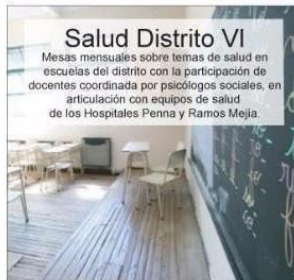 Salud Distrito VI
Mesas mensuales sobre temas de salud en
escuelas del distrito con la participación de
docentes coordinada por psicólogos sociales, en
articulación con equipos de salud
de los Hospitales Penna y Ramos Mejia.